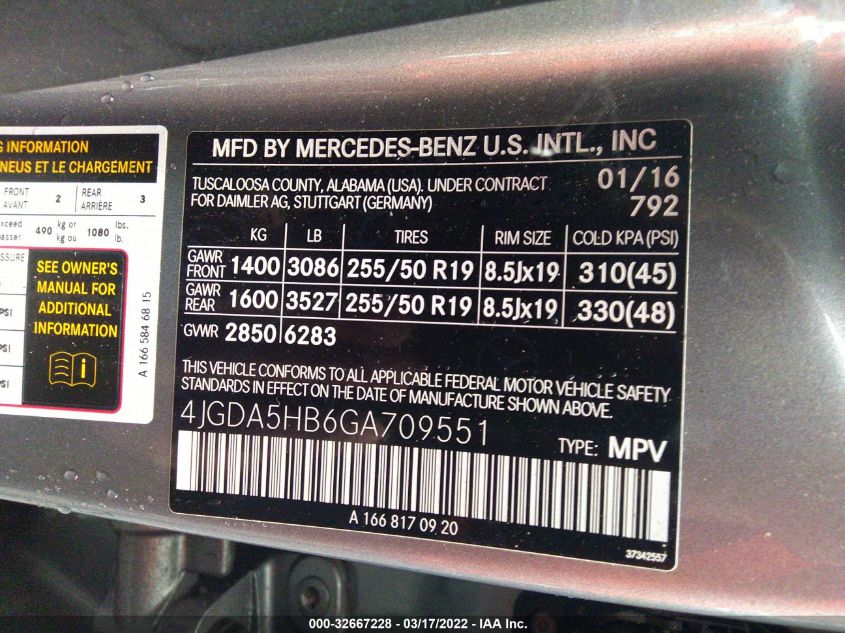 G INFORMATION
NEUS ET LE CHARGEMENT
FRONT
AVANT
2
REAR
ARRIÈRE
3
xceed
asser
490
kg or
kg ou
1080
lbs.
lb.
SSURE
PSI
PSI
SEE OWNER'S
MANUAL FOR
ADDITIONAL
INFORMATION
A 166 584 68 15
MFD BY MERCEDES-BENZ U.S. INTL., INC
TUSCALOOSA COUNTY, ALABAMA (USA). UNDER CONTRACT
FOR DAIMLER AG, STUTTGART (GERMANY)
01/16
792
KG LB TIRES RIM SIZE COLD KPA(PSI)
GAWR FRONT 1400 3086 255/50 R19 8.5Jx19 310(45)
GAWR REAR 1600 3527 255/50 R19 8.5Jx19 330(48)
GVWR 2850 6283
THIS VEHICLE CONFORMS TO ALL APPLICABLE FEDERAL MOTOR VEHICLE SAFETY
STANDARDS IN EFFECT ON THE DATE OF MANUFACTURE SHOWN ABOVE.
4JGDA5HB6GA709551
TYPE: MPV
A 166 817 09 20
37342557
000-32667228 - 03/17/2022 - IAA Inc.